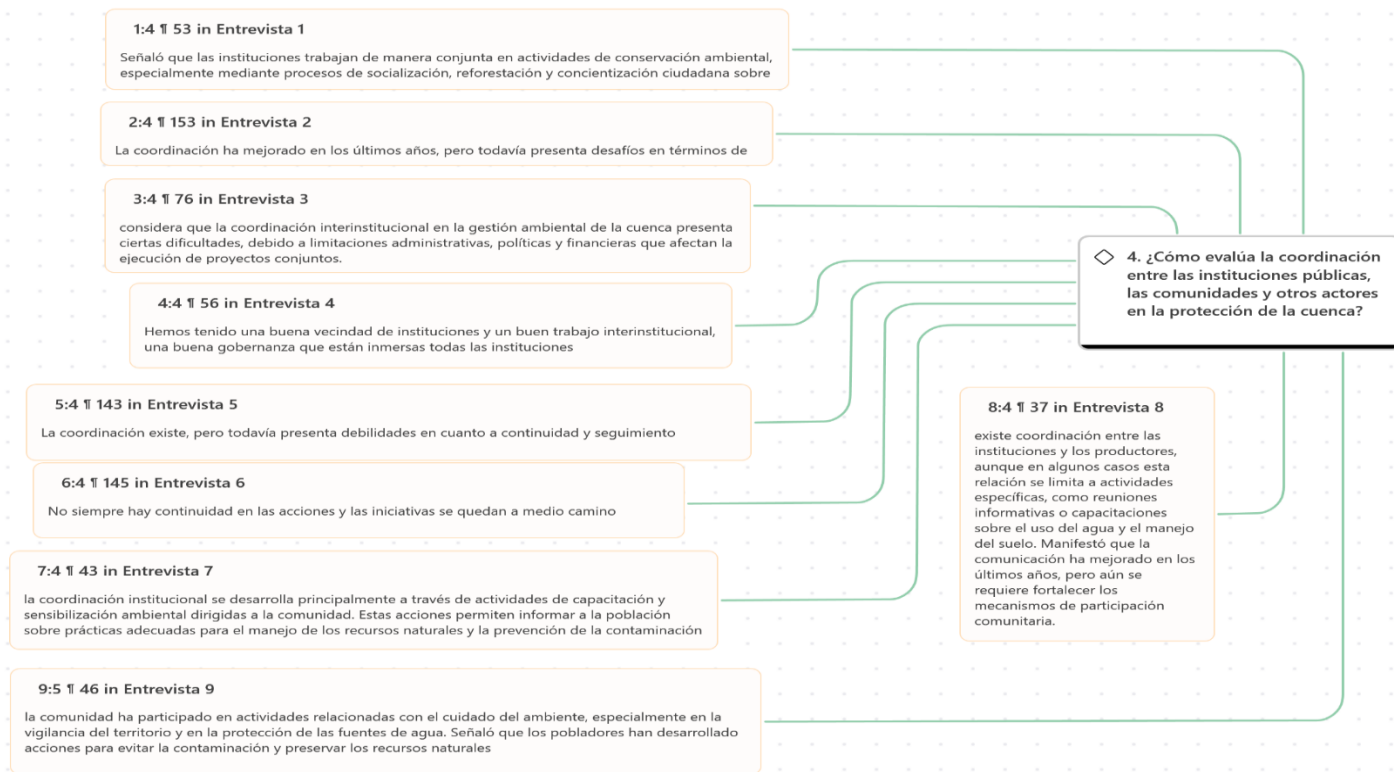 1:4 ¶ 53 in Entrevista 1
Señaló que las instituciones trabajan de manera conjunta en actividades de conservación ambiental,
especialmente mediante procesos de socialización, reforestación y concientización ciudadana sobre
2:4 ¶ 153 in Entrevista 2
La coordinación ha mejorado en los últimos años, pero todavía presenta desafíos en términos de
3:4 ¶ 76 in Entrevista 3
considera que la coordinación interinstitucional en la gestión ambiental de la cuenca presenta
ciertas dificultades, debido a limitaciones administrativas, políticas y financieras que afectan la
ejecución de proyectos conjuntos.
4:4 ¶ 56 in Entrevista 4
Hemos tenido una buena vecindad de instituciones y un buen trabajo interinstitucional,
una buena gobernanza que están inmersas todas las instituciones
5:4 ¶ 143 in Entrevista 5
La coordinación existe, pero todavía presenta debilidades en cuanto a continuidad y seguimiento
6:4 ¶ 145 in Entrevista 6
No siempre hay continuidad en las acciones y las iniciativas se quedan a medio camino
7:4 ¶ 43 in Entrevista 7
la coordinación institucional se desarrolla principalmente a través de actividades de capacitación y
sensibilización ambiental dirigidas a la comunidad. Estas acciones permiten informar a la población
sobre prácticas adecuadas para el manejo de los recursos naturales y la prevención de la contaminación
9:5 ¶ 46 in Entrevista 9
la comunidad ha participado en actividades relacionadas con el cuidado del ambiente, especialmente en la
vigilancia del territorio y en la protección de las fuentes de agua. Señaló que los pobladores han desarrollado
acciones para evitar la contaminación y preservar los recursos naturales
4. ¿Cómo evalúa la coordinación
entre las instituciones públicas,
las comunidades y otros actores
en la protección de la cuenca?
8:4 ¶ 37 in Entrevista 8
existe coordinación entre las
instituciones y los productores,
aunque en algunos casos esta
relación se limita a actividades
específicas, como reuniones
informativas o capacitaciones
sobre el uso del agua y el manejo
del suelo. Manifestó que la
comunicación ha mejorado en los
últimos años, pero aún se
requiere fortalecer los
mecanismos de participación
comunitaria.